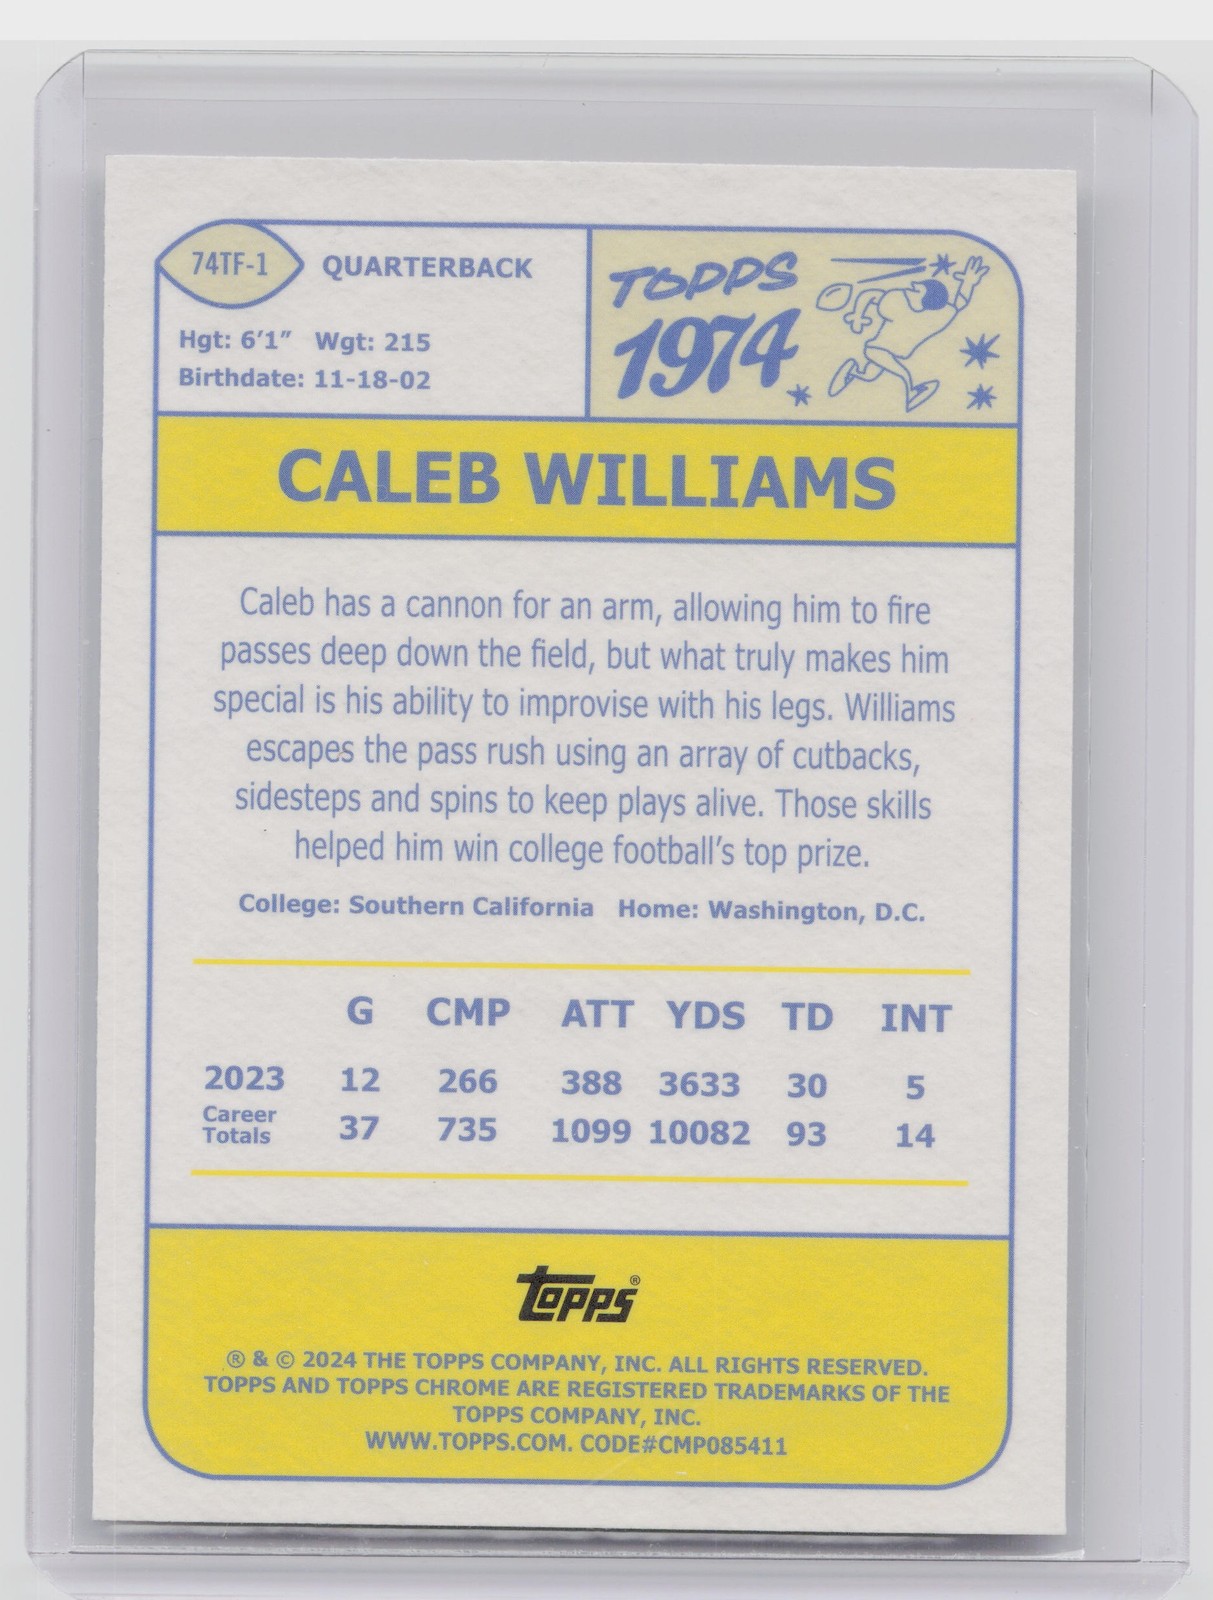 74TF-1
QUARTERBACK
Hgt: 6'1" Wgt: 215
Birthdate: 11-18-02
TOPPS
1974
CALEB WILLIAMS
Caleb has a cannon for an arm, allowing him to fire
passes deep down the field, but what truly makes him
special is his ability to improvise with his legs. Williams
escapes the pass rush using an array of cutbacks,
sidesteps and spins to keep plays alive. Those skills
helped him win college football's top prize.
College: Southern California Home: Washington, D.C.
G CMP ATT YDS TD INT
2023 12 266 388 3633 30 5
Career
Totals 37 735 1099 10082 93 14
topps®
® & © 2024 THE TOPPS COMPANY, INC. ALL RIGHTS RESERVED.
TOPPS AND TOPPS CHROME ARE REGISTERED TRADEMARKS OF THE
TOPPS COMPANY, INC.
WWW.TOPPS.COM. CODE#CMP085411